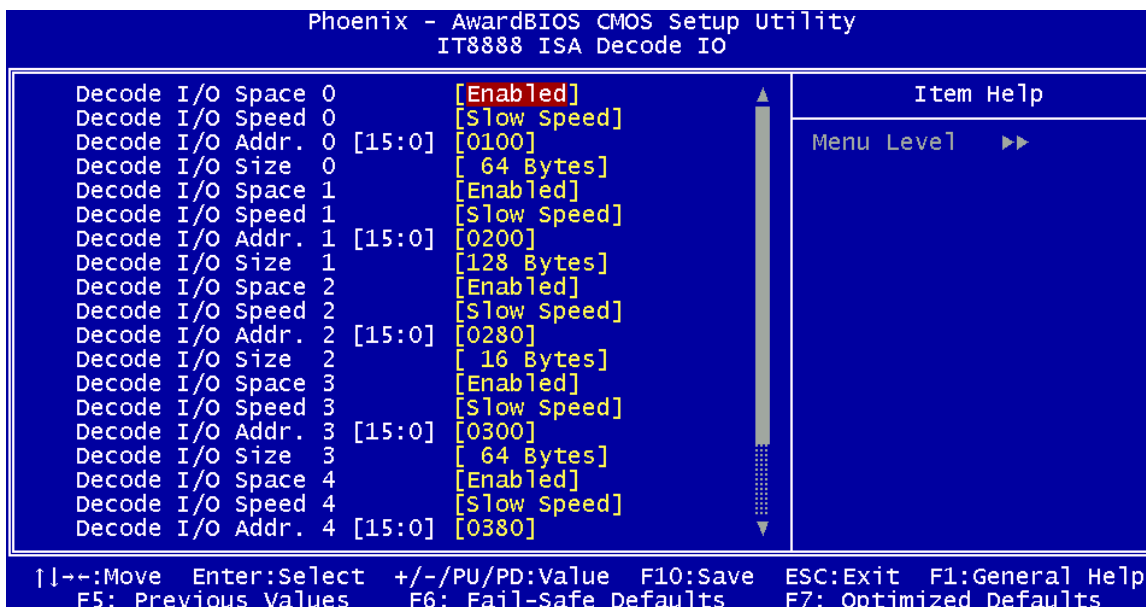 Phoenix - AwardBIOS CMOS Setup Utility
IT8888 ISA Decode IO
Decode I/O Space 0 [Enabled]
Decode I/O Speed 0 [Slow Speed]
Decode I/O Addr. 0 [15:0] [0100]
Decode I/O Size 0 [ 64 Bytes]
Decode I/O Space 1 [Enabled]
Decode I/O Speed 1 [Slow Speed]
Decode I/O Addr. 1 [15:0] [0200]
Decode I/O Size 1 [128 Bytes]
Decode I/O Space 2 [Enabled]
Decode I/O Speed 2 [Slow Speed]
Decode I/O Addr. 2 [15:0] [0280]
Decode I/O Size 2 [ 16 Bytes]
Decode I/O Space 3 [Enabled]
Decode I/O Speed 3 [Slow Speed]
Decode I/O Addr. 3 [15:0] [0300]
Decode I/O Size 3 [ 64 Bytes]
Decode I/O Space 4 [Enabled]
Decode I/O Speed 4 [Slow Speed]
Decode I/O Addr. 4 [15:0] [0380]
Item Help
Menu Level ▶▶
↑↓→←:Move Enter:Select +/-/PU/PD:Value F10:Save ESC:Exit F1:General Help
F5: Previous Values F6: Fail-Safe Defaults F7: Optimized Defaults